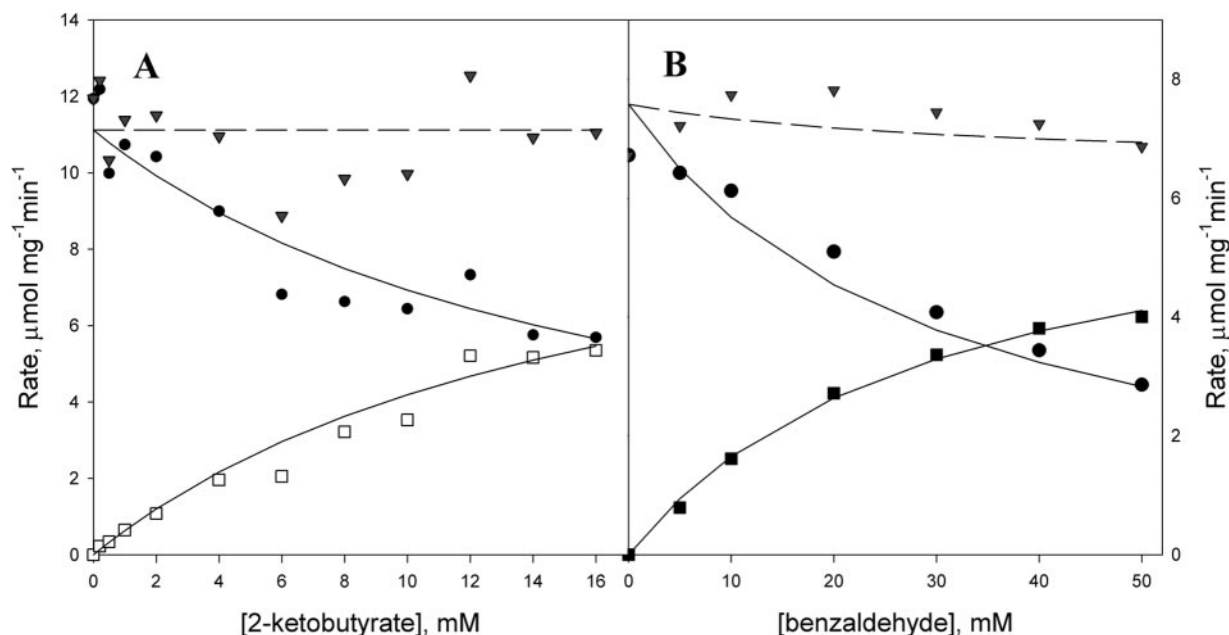 A
B
14
12
10
8
6
4
2
0
Rate, μmol mg⁻¹min⁻¹
0 2 4 6 8 10 12 14 16
[2-ketobutyrate], mM
0 10 20 30 40 50
[benzaldehyde], mM
8
6
4
2
0
Rate, μmol mg⁻¹min⁻¹